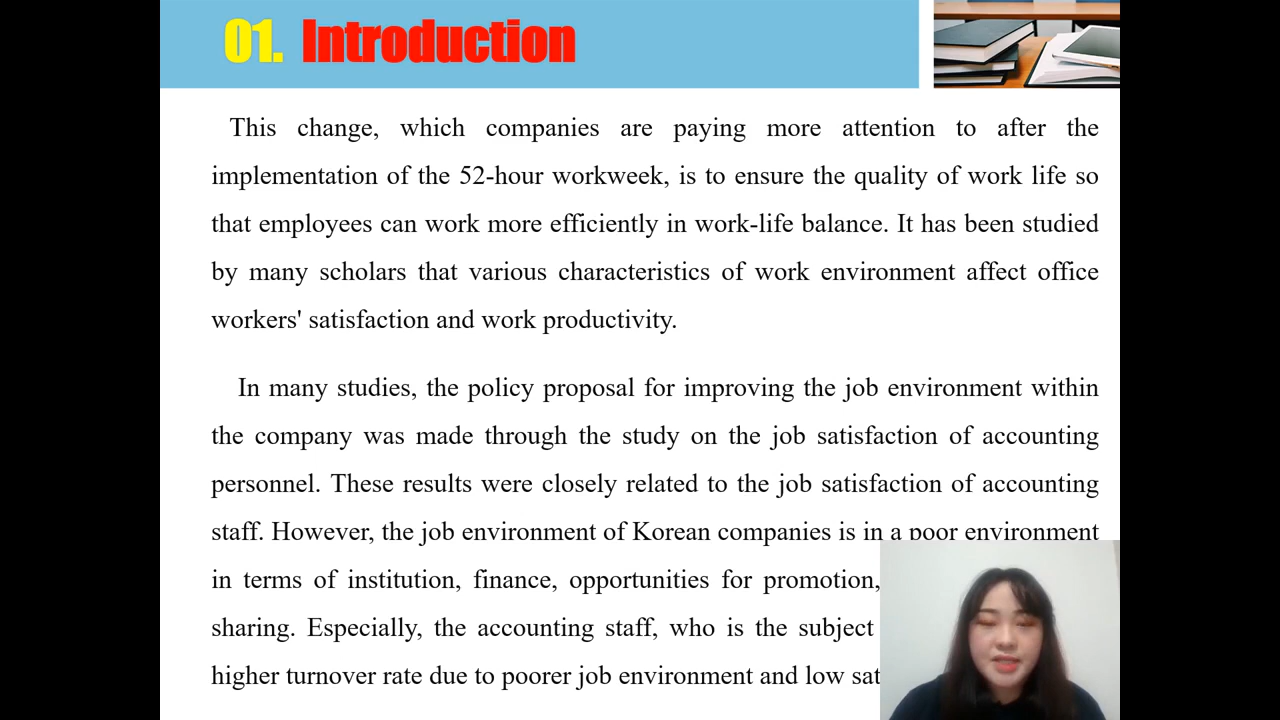 01. Introduction
This change, which companies are paying more attention to after the
implementation of the 52-hour workweek, is to ensure the quality of work life so
that employees can work more efficiently in work-life balance. It has been studied
by many scholars that various characteristics of work environment affect office
workers' satisfaction and work productivity.
In many studies, the policy proposal for improving the job environment within
the company was made through the study on the job satisfaction of accounting
personnel. These results were closely related to the job satisfaction of accounting
staff. However, the job environment of Korean companies is in a poor environment
in terms of institution, finance, opportunities for promotion,
sharing. Especially, the accounting staff, who is the subject
higher turnover rate due to poorer job environment and low